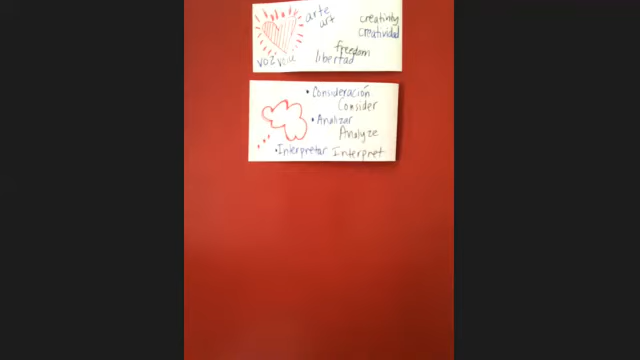 arte
art
creativity
creatividad
freedom
libertad
voz voice
• Consideración
Consider
• Analizar
Analyze
• Interpretar Interpret